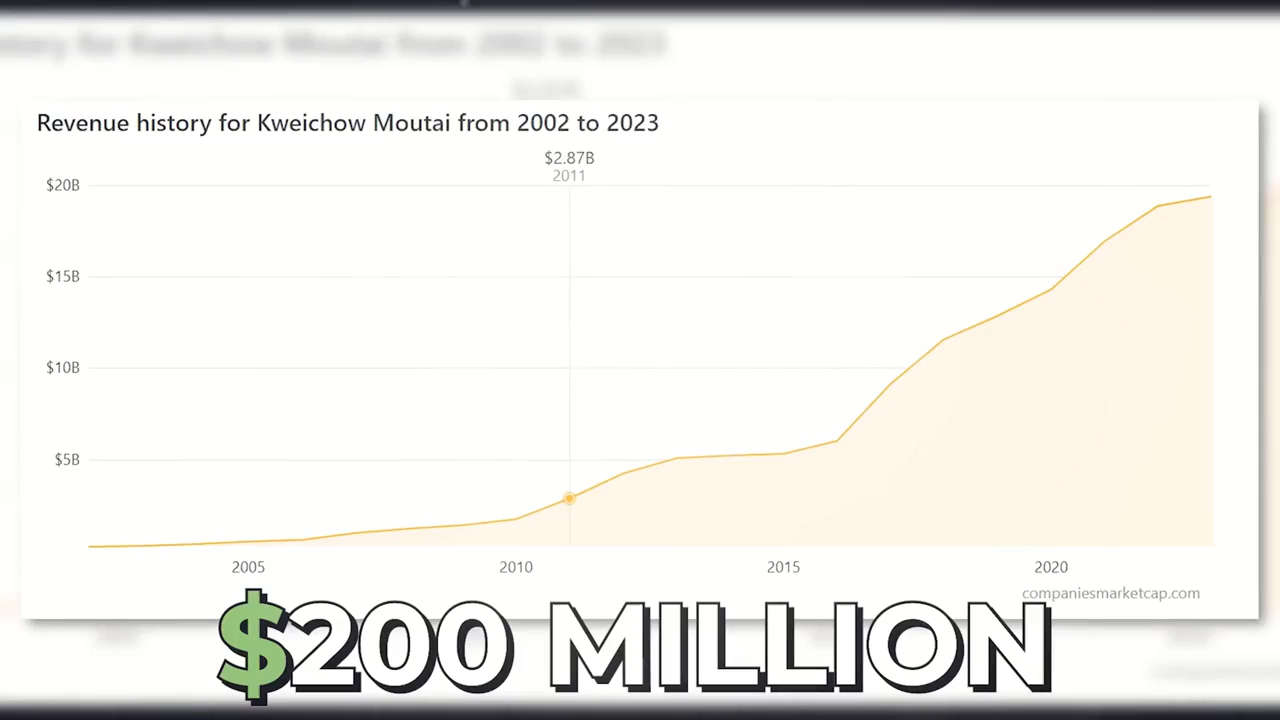 Revenue history for Kweichow Moutai from 2002 to 2023
$2.87B
2011
$20B
$15B
$10B
$5B
2005 2010 2015 2020
companiesmarketcap.com
$200 MILLION